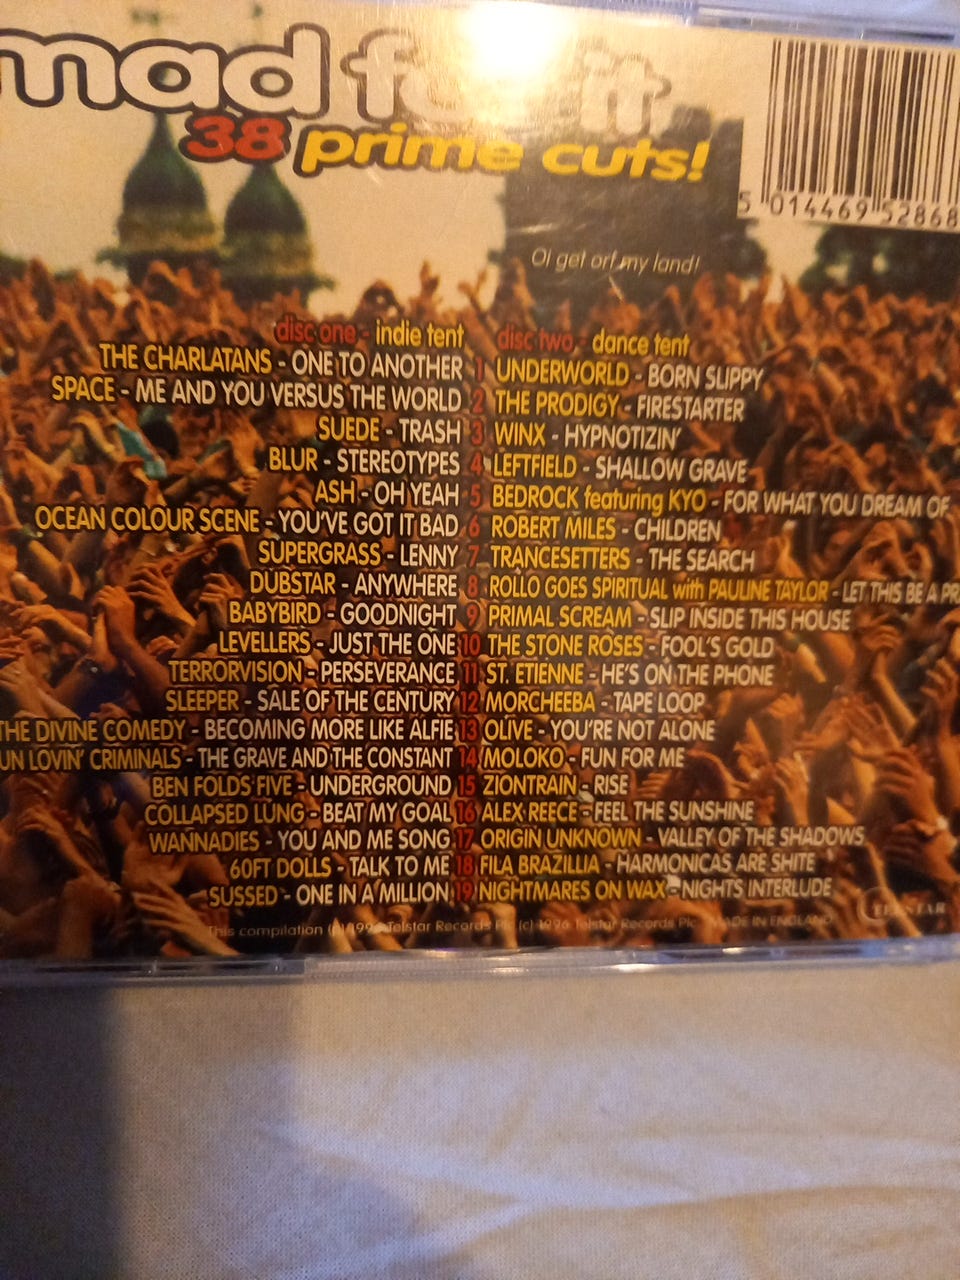 mad for it
38 prime cuts!
5 014469 52868
Oi get orf my land!
disc one - indie tent
THE CHARLATANS - ONE TO ANOTHER 1
SPACE - ME AND YOU VERSUS THE WORLD 2
SUEDE - TRASH 3
BLUR - STEREOTYPES 4
ASH - OH YEAH 5
OCEAN COLOUR SCENE - YOU'VE GOT IT BAD 6
SUPERGRASS - LENNY 7
DUBSTAR - ANYWHERE 8
BABYBIRD - GOODNIGHT 9
LEVELLERS - JUST THE ONE 10
TERRORVISION - PERSEVERANCE 11
SLEEPER - SALE OF THE CENTURY 12
THE DIVINE COMEDY - BECOMING MORE LIKE ALFIE 13
UN LOVIN' CRIMINALS - THE GRAVE AND THE CONSTANT 14
BEN FOLDS FIVE - UNDERGROUND 15
COLLAPSED LUNG - BEAT MY GOAL 16
WANNADIES - YOU AND ME SONG 17
60FT DOLLS - TALK TO ME 18
SUSSED - ONE IN A MILLION 19
disc two - dance tent
UNDERWORLD - BORN SLIPPY
THE PRODIGY - FIRESTARTER
WINX - HYPNOTIZIN'
LEFTFIELD - SHALLOW GRAVE
BEDROCK featuring KYO - FOR WHAT YOU DREAM OF
ROBERT MILES - CHILDREN
TRANCESETTERS - THE SEARCH
ROLLO GOES SPIRITUAL with PAULINE TAYLOR - LET THIS BE A PR
PRIMAL SCREAM - SLIP INSIDE THIS HOUSE
THE STONE ROSES - FOOL'S GOLD
ST. ETIENNE - HE'S ON THE PHONE
MORCHEEBA - TAPE LOOP
OLIVE - YOU'RE NOT ALONE
MOLOKO - FUN FOR ME
ZIONTRAIN - RISE
ALEX REECE - FEEL THE SUNSHINE
ORIGIN UNKNOWN - VALLEY OF THE SHADOWS
FILA BRAZILLIA - HARMONICAS ARE SHITE
NIGHTMARES ON WAX - NIGHTS INTERLUDE
This compilation (p) 1996 Telstar Records Plc (c) 1996 Telstar Records Plc MADE IN ENGLAND
TELSTAR